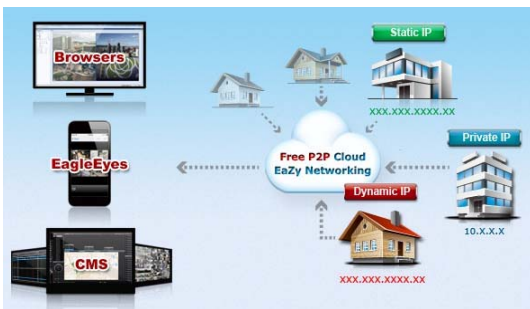 Browsers
Static IP
XXX.XXX.XXXX.XX
EagleEyes
Free P2P Cloud
EaZy Networking
Private IP
10.X.X.X
Dynamic IP
XXX.XXX.XXXX.XX
CMS